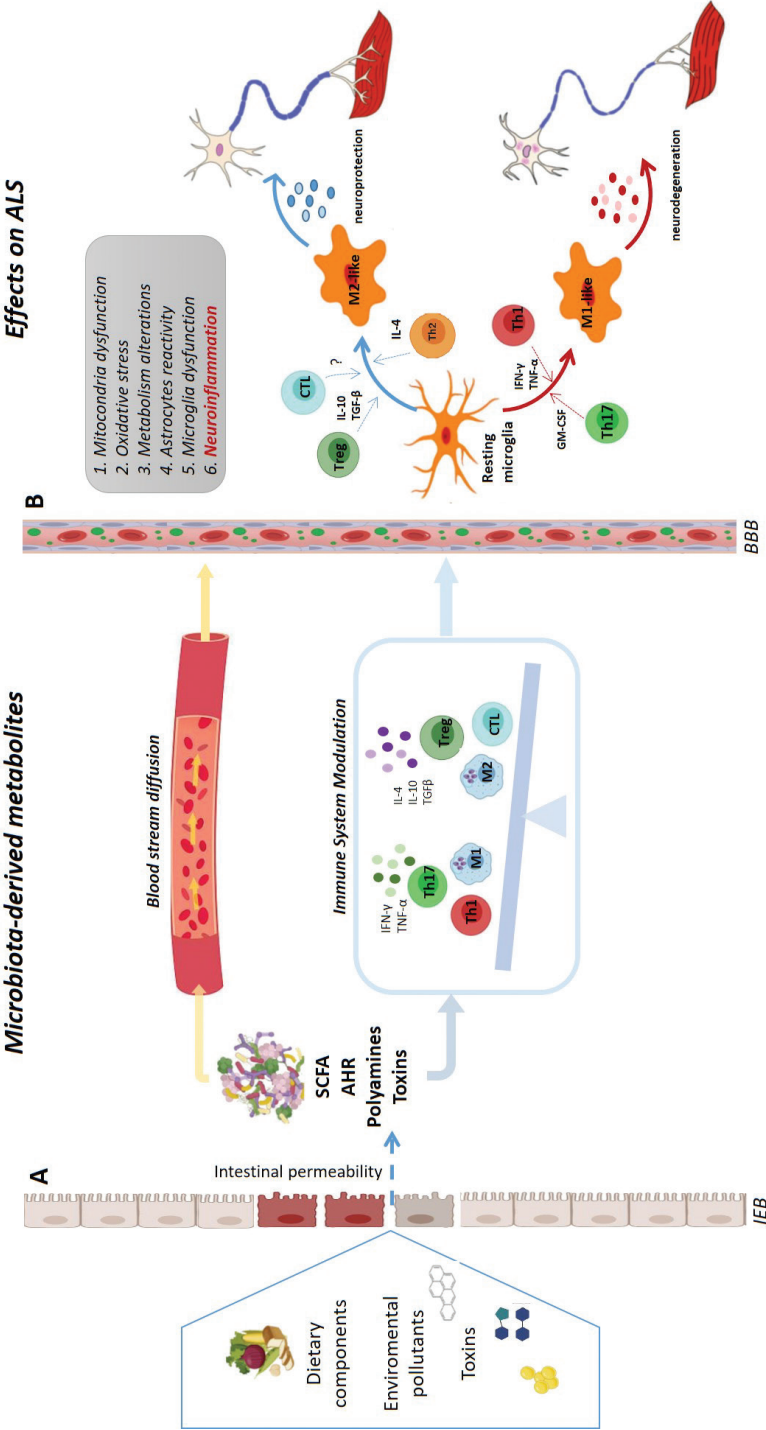 Microbiota-derived metabolites
Effects on ALS
A
Dietary
components
Enviromental
pollutants
Toxins
IEB
Intestinal permeability
SCFA
AHR
Polyamines
Toxins
Blood stream diffusion
Immune System Modulation
IFN-γ
TNF-α
Th17
Th1
M1
IL-4
IL-10
TGFβ
Treg
M2
CTL
BBB
B
1. Mitocondria dysfunction
2. Oxidative stress
3. Metabolism alterations
4. Astrocytes reactivity
5. Microglia dysfunction
6. Neuroinflammation
Treg
CTL
IL-10
TGF-β
?
IL-4
Th2
M2-like
neuroprotection
Resting
microglia
GM-CSF
Th17
IFN-γ
TNF-α
Th1
M1-like
neurodegeneration